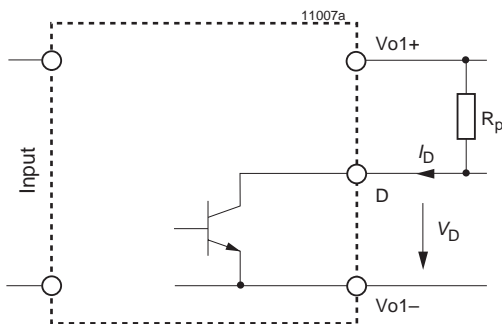 11007a
Vo1+
Input
Rp
ID
D
VD
Vo1–